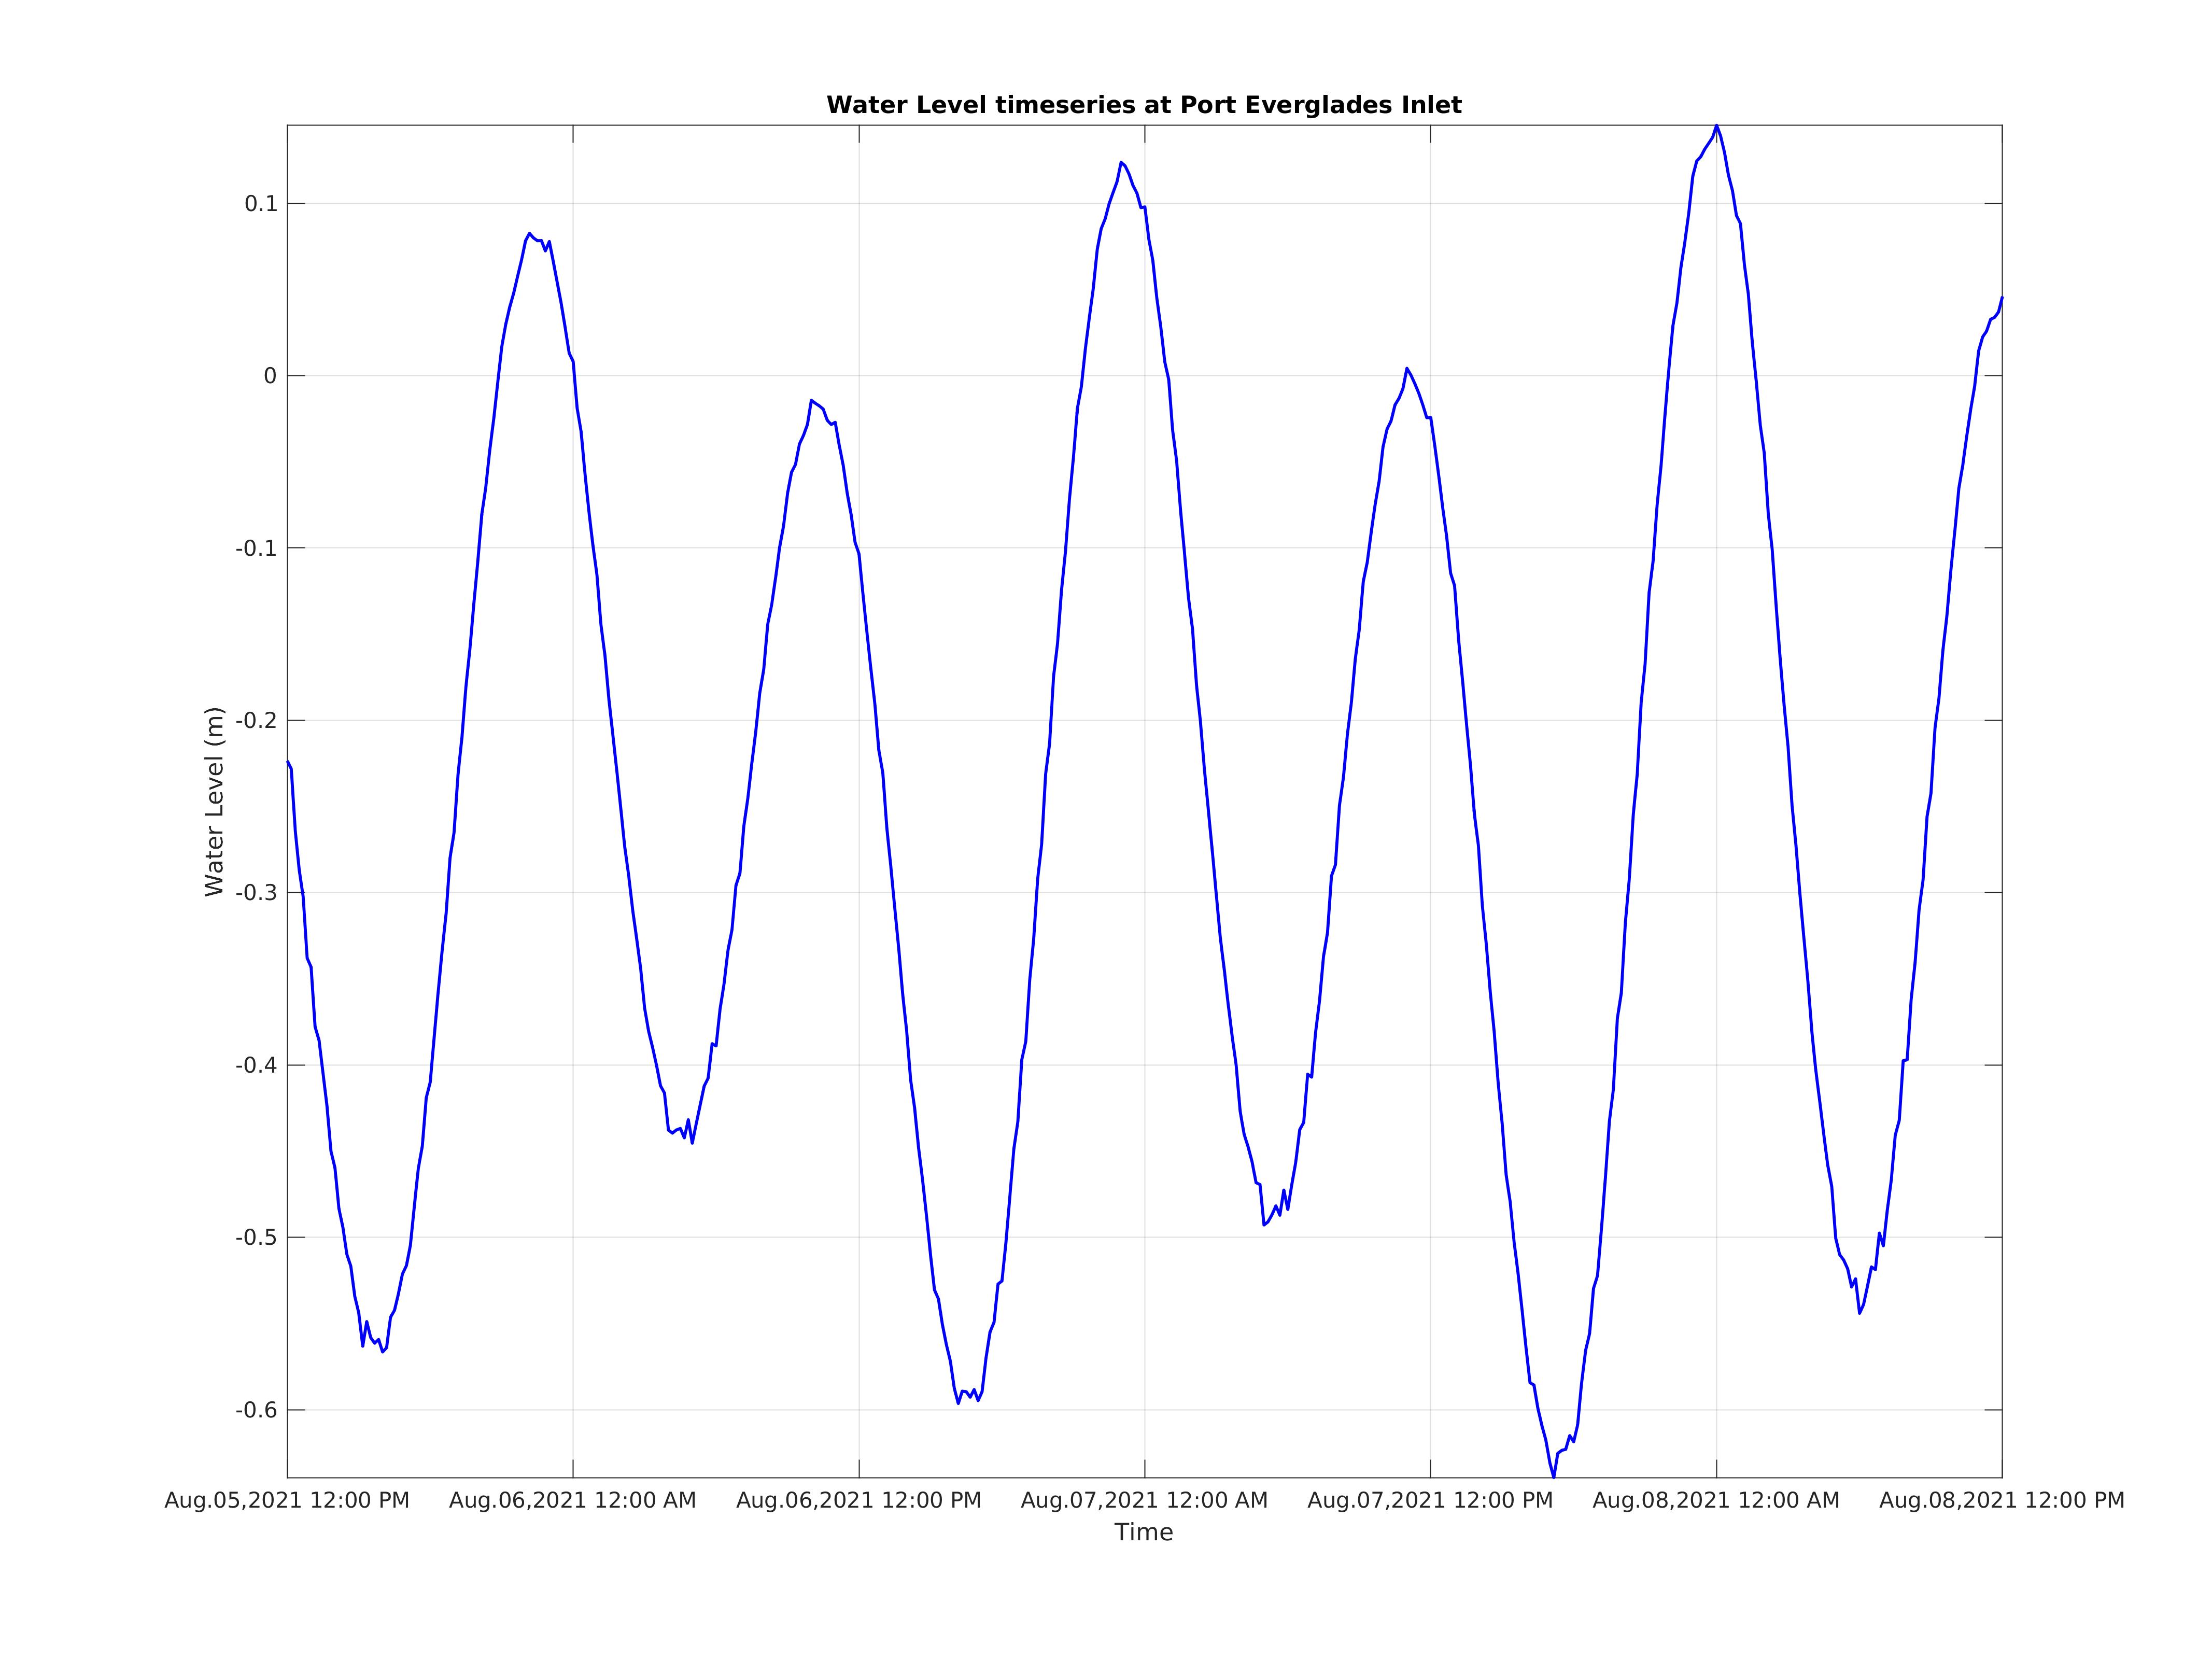 Water Level timeseries at Port Everglades Inlet
0.1
0
-0.1
-0.2
-0.3
-0.4
-0.5
-0.6
Water Level (m)
Aug.05,2021 12:00 PM
Aug.06,2021 12:00 AM
Aug.06,2021 12:00 PM
Aug.07,2021 12:00 AM
Aug.07,2021 12:00 PM
Aug.08,2021 12:00 AM
Aug.08,2021 12:00 PM
Time